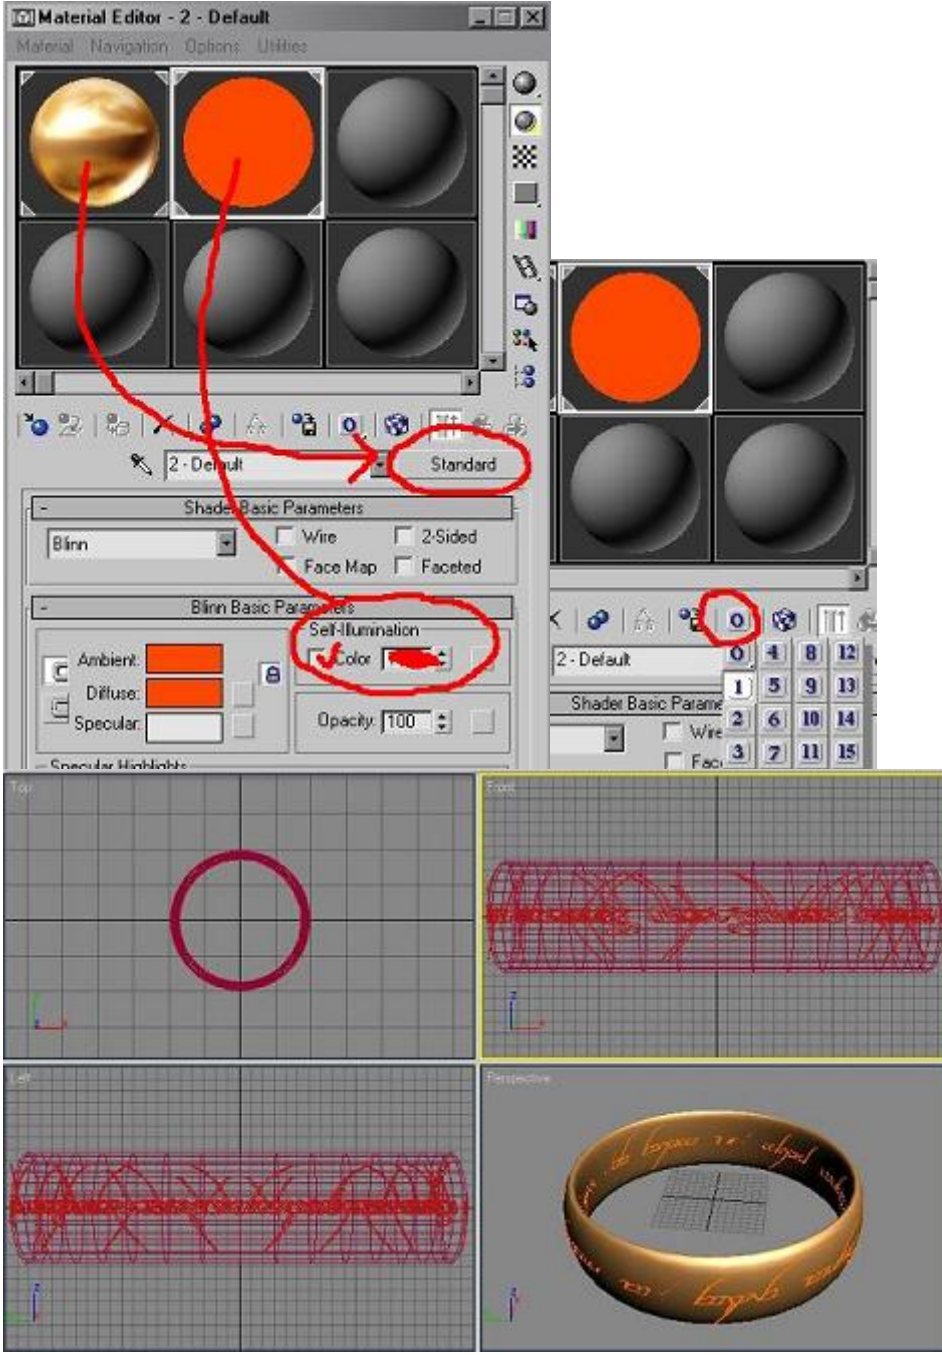 Material Editor - 2 - Default
Material Navigation Options Utilities
2 - Default
Standard
Shader Basic Parameters
Blinn
Wire
2-Sided
Face Map
Faceted
Blinn Basic Parameters
Self-Illumination
Ambient:
Color
Diffuse:
Specular:
Opacity: 100
Specular Highlights
O
2 - Default
0 4 8 12
Shader Basic Parame
1 5 9 13
Wire
2 6 10 14
Fac
3 7 11 15
Top
Front
Left
Perspective